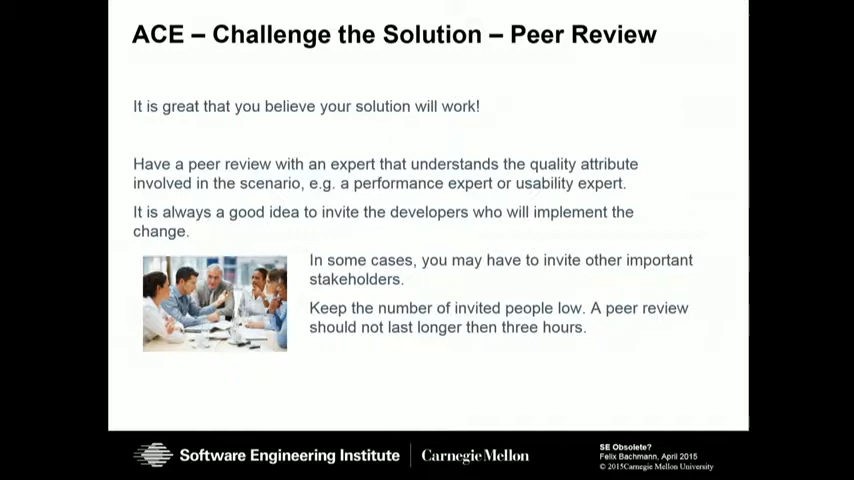 ACE – Challenge the Solution – Peer Review
It is great that you believe your solution will work!
Have a peer review with an expert that understands the quality attribute
involved in the scenario, e.g. a performance expert or usability expert.
It is always a good idea to invite the developers who will implement the
change.
In some cases, you may have to invite other important
stakeholders.
Keep the number of invited people low. A peer review
should not last longer then three hours.
Software Engineering Institute
Carnegie Mellon
SE Obsolete?
Felix Bachmann, April 2015
© 2015Carnegie Mellon University